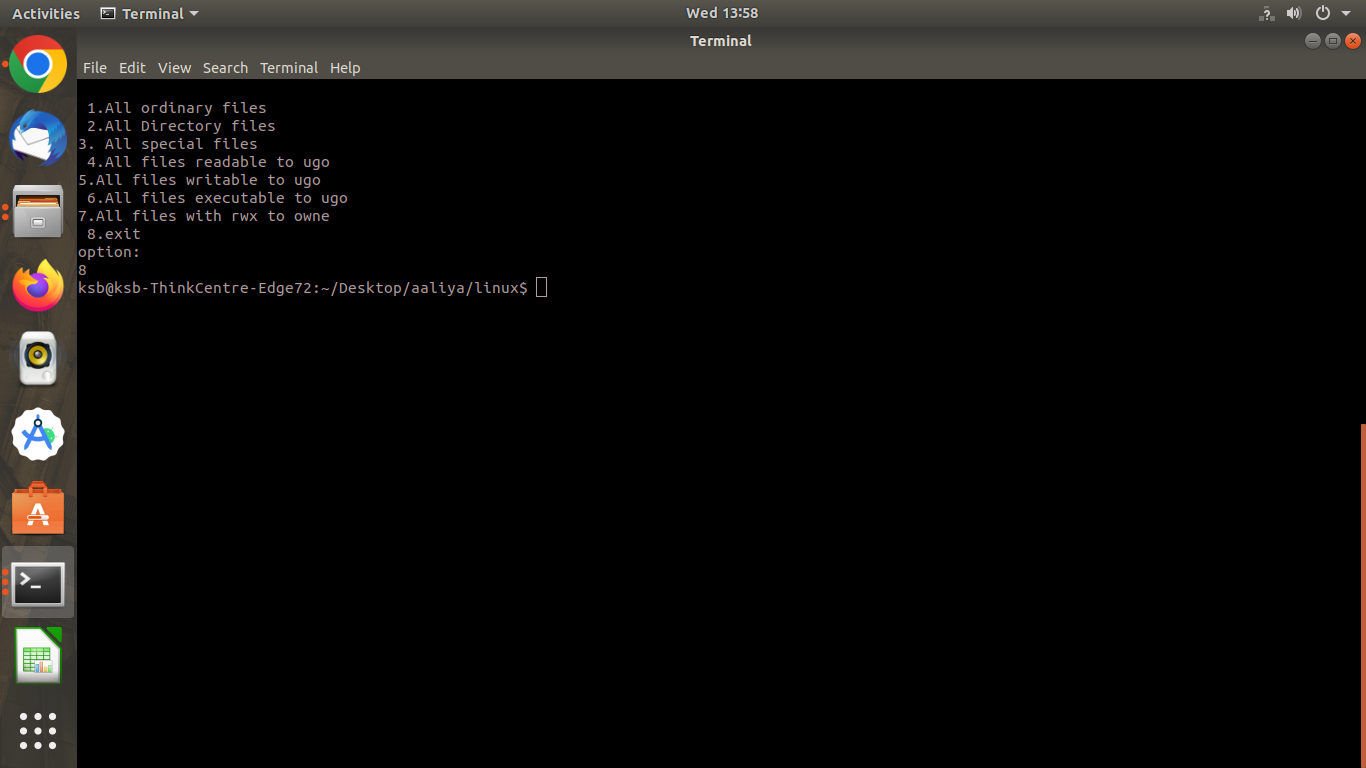 Activities Terminal Wed 13:58
Terminal
File Edit View Search Terminal Help
1.All ordinary files
2.All Directory files
3. All special files
4.All files readable to ugo
5.All files writable to ugo
6.All files executable to ugo
7.All files with rwx to owne
8.exit
option:
8
ksb@ksb-ThinkCentre-Edge72:~/Desktop/aaliya/linux$